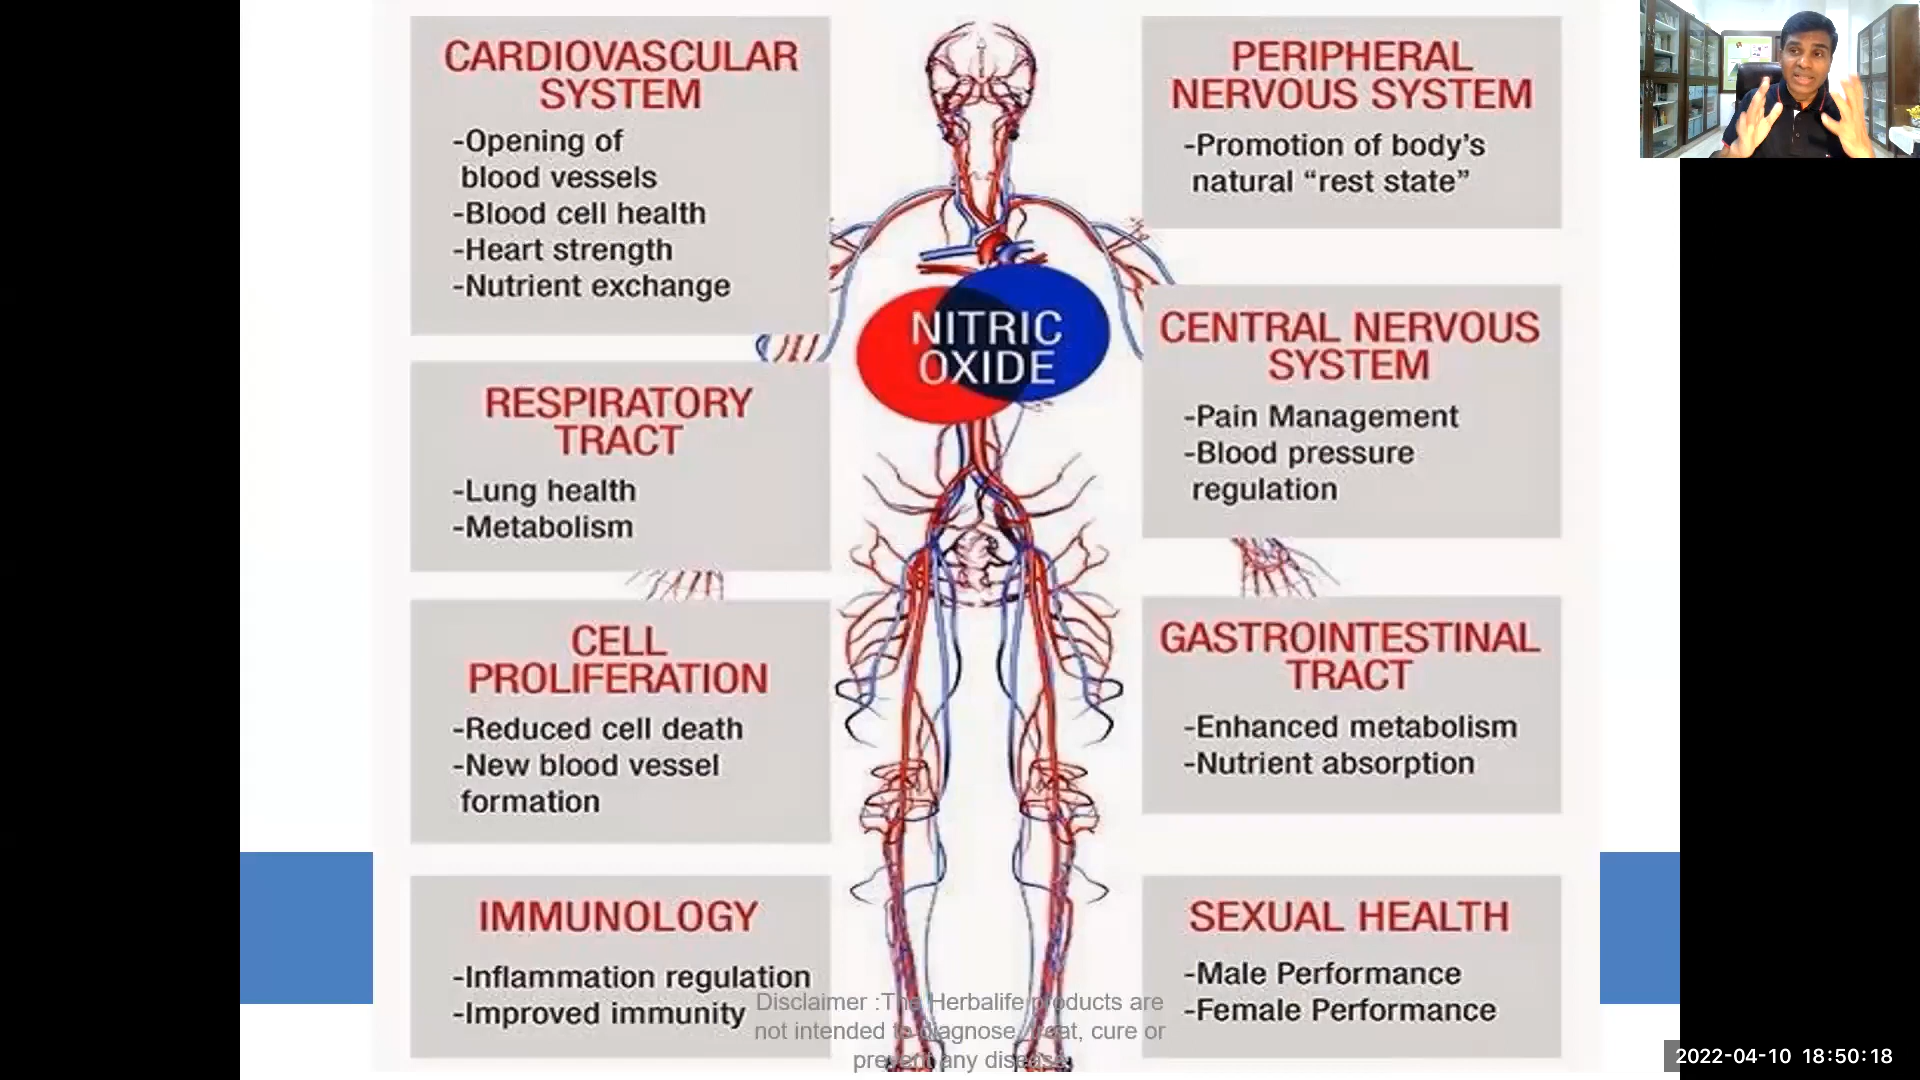 CARDIOVASCULAR
SYSTEM
-Opening of
blood vessels
-Blood cell health
-Heart strength
-Nutrient exchange
RESPIRATORY
TRACT
-Lung health
-Metabolism
CELL
PROLIFERATION
-Reduced cell death
-New blood vessel
formation
IMMUNOLOGY
-Inflammation regulation
-Improved immunity
NITRIC
OXIDE
PERIPHERAL
NERVOUS SYSTEM
-Promotion of body's
natural “rest state”
CENTRAL NERVOUS
SYSTEM
-Pain Management
-Blood pressure
regulation
GASTROINTESTINAL
TRACT
-Enhanced metabolism
-Nutrient absorption
SEXUAL HEALTH
-Male Performance
-Female Performance
Disclaimer :The Herbalife products are
not intended to diagnose, treat, cure or
prevent any disease
2022-04-10 18:50:18